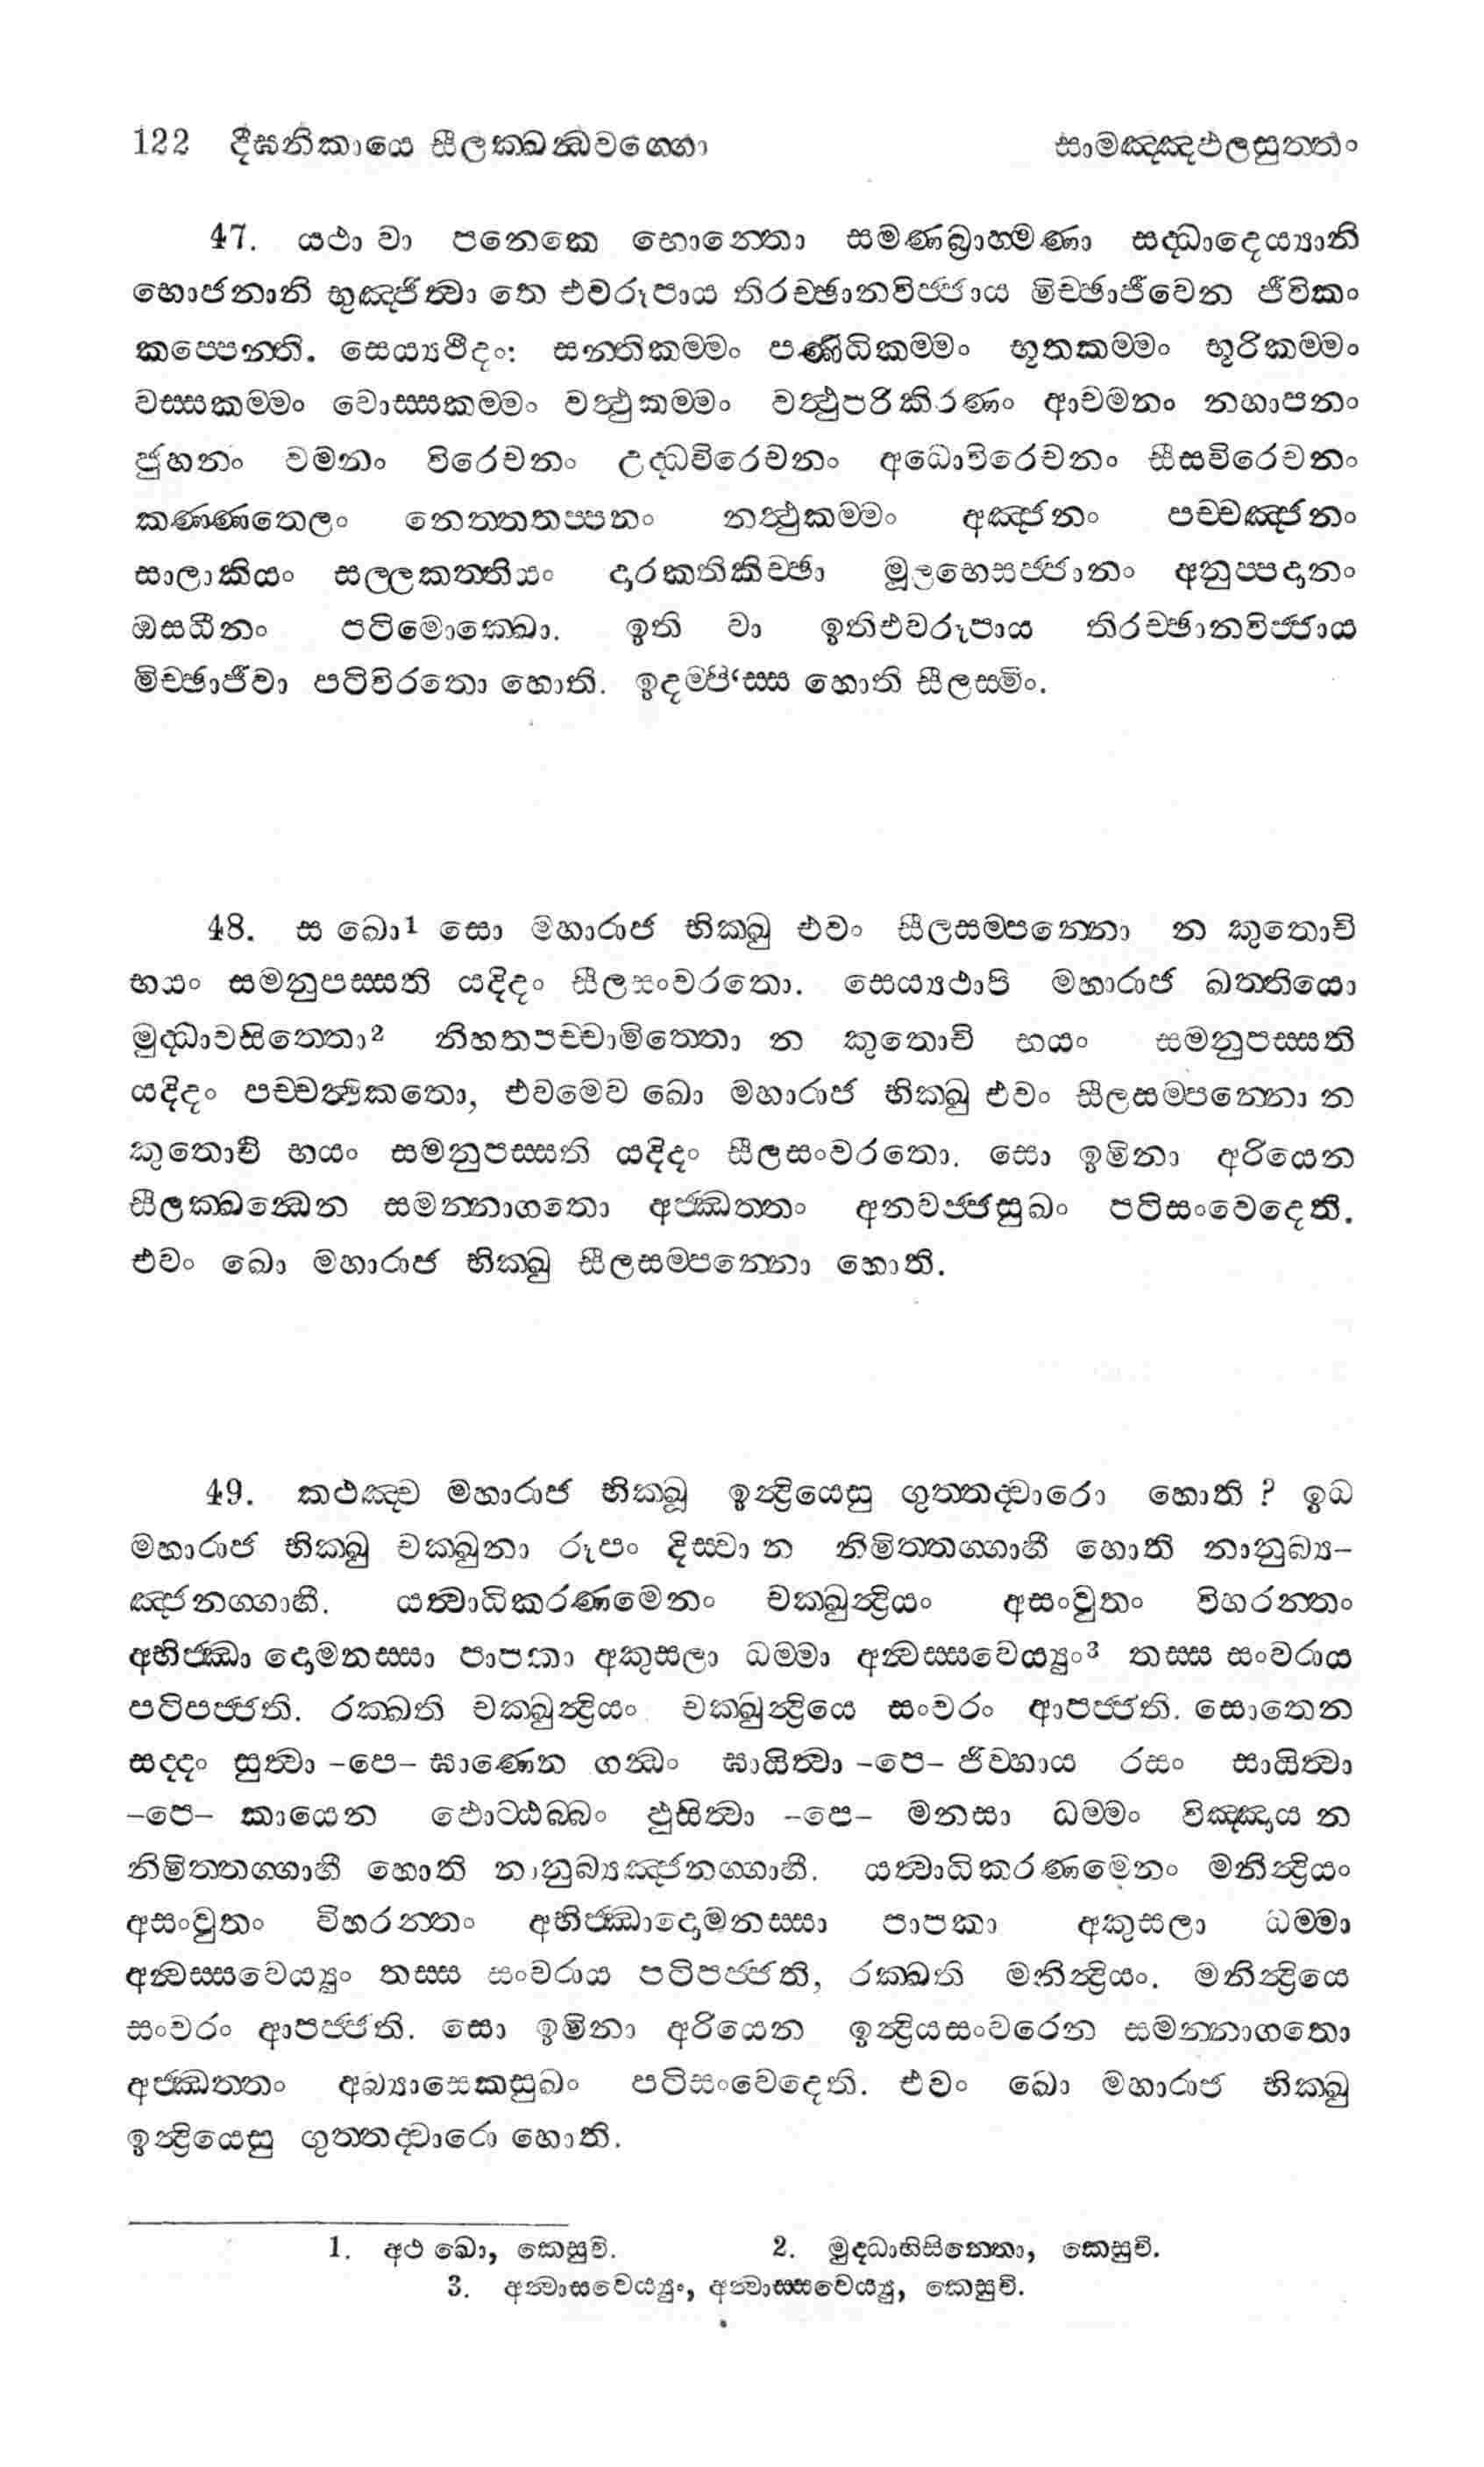 122 දීඝනිකායෙ සීලක්ඛන්ධවග්ගො සාමඤ්ඤඵලසුත්තං
47. යථා වා පනෙකෙ භොන්තො සමණබ්‍රාහ්මණා සද්ධාදෙය්‍යානි
භොජනානි භුඤ්ජිත්වා තෙ එවරූපාය තිරච්ඡානවිජ්ජාය මිච්ඡාජීවෙන ජීවිකං
කප්පෙන්ති. සෙය්‍යථීදං: සන්තිකම්මං පණිධිකම්මං භූතකම්මං භූරිකම්මං
වස්සකම්මං වොස්සකම්මං වත්ථුකම්මං වත්ථුපරිකිරණං ආචමනං නහාපනං
ජුහනං වමනං විරෙචනං උද්ධවිරෙචනං අධොවිරෙචනං සීසවිරෙචනං
කණ්ණතෙලං නෙත්තතප්පනං නත්ථුකම්මං අඤ්ජනං පච්චඤ්ජනං
සාලාකියං සල්ලකත්තියං දාරකතිකිච්ඡා මූලභෙසජ්ජානං අනුප්පදානං
ඔසධීනං පටිමොක්ඛො. ඉති වා ඉතිඑවරූපාය තිරච්ඡානවිජ්ජාය
මිච්ඡාජීවා පටිවිරතො හොති. ඉදම්පි‘ස්ස හොති සීලස්මිං.
48. ස ඛො1 සො මහාරාජ භික්ඛු එවං සීලසම්පන්නො න කුතොචි
භයං සමනුපස්සති යදිදං සීලසංවරතො. සෙය්‍යථාපි මහාරාජ ඛත්තියො
මුද්ධාවසිත්තො2 නිහතපච්චාමිත්තො න කුතොචි භයං සමනුපස්සති
යදිදං පච්චත්ථිකතො, එවමෙව ඛො මහාරාජ භික්ඛු එවං සීලසම්පන්නො න
කුතොචි භයං සමනුපස්සති යදිදං සීලසංවරතො. සො ඉමිනා අරියෙන
සීලක්ඛන්ධෙන සමන්නාගතො අජ්ඣත්තං අනවජ්ජසුඛං පටිසංවෙදෙති.
එවං ඛො මහාරාජ භික්ඛු සීලසම්පන්නො හොති.
49. කථඤ්ච මහාරාජ භික්ඛූ ඉන්ද්‍රියෙසු ගුත්තද්වාරො හොති ? ඉධ
මහාරාජ භික්ඛු චක්ඛුනා රූපං දිස්වා න නිමිත්තග්ගාහී හොති නානුබ්‍ය-
ඤ්ජනග්ගාහී. යත්වාධිකරණමෙනං චක්ඛුන්ද්‍රියං අසංවුතං විහරන්තං
අභිජ්ඣා දොමනස්සා පාපකා අකුසලා ධම්මා අන්වස්සවෙය්‍යුං3 තස්ස සංවරාය
පටිපජ්ජති. රක්ඛති චක්ඛුන්ද්‍රියං චක්ඛුන්ද්‍රියෙ සංවරං ආපජ්ජති. සොතෙන
සද්දං සුත්වා -පෙ- ඝාණෙන ගන්ධං ඝායිත්වා -පෙ- ජිව්හාය රසං සායිත්වා
-පෙ- කායෙන ඵොට්ඨබ්බං ඵුසිත්වා -පෙ- මනසා ධම්මං විඤ්ඤාය න
නිමිත්තග්ගාහී හොති නානුබ්‍යඤ්ජනග්ගාහී. යත්වාධිකරණමෙනං මනින්ද්‍රියං
අසංවුතං විහරන්තං අභිජ්ඣාදොමනස්සා පාපකා අකුසලා ධම්මා
අන්වස්සවෙය්‍යුං තස්ස සංවරාය පටිපජ්ජති, රක්ඛති මනින්ද්‍රියං. මනින්ද්‍රියෙ
සංවරං ආපජ්ජති. සො ඉමිනා අරියෙන ඉන්ද්‍රියසංවරෙන සමන්නාගතො
අජ්ඣත්තං අබ්‍යාසෙකසුඛං පටිසංවෙදෙති. එවං ඛො මහාරාජ භික්ඛු
ඉන්ද්‍රියෙසු ගුත්තද්වාරො හොති.
1. අථ ඛො, කෙසුචි. 2. මුද්ධාභිසිත්තො, කෙසුචි.
3. අන්වාසවෙය්‍යුං, අන්වාස්සවෙය්‍යු, කෙසුචි.